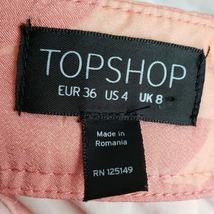 TOPSHOP
EUR 36 US 4 UK 8
Made in
Romania
RN 125149